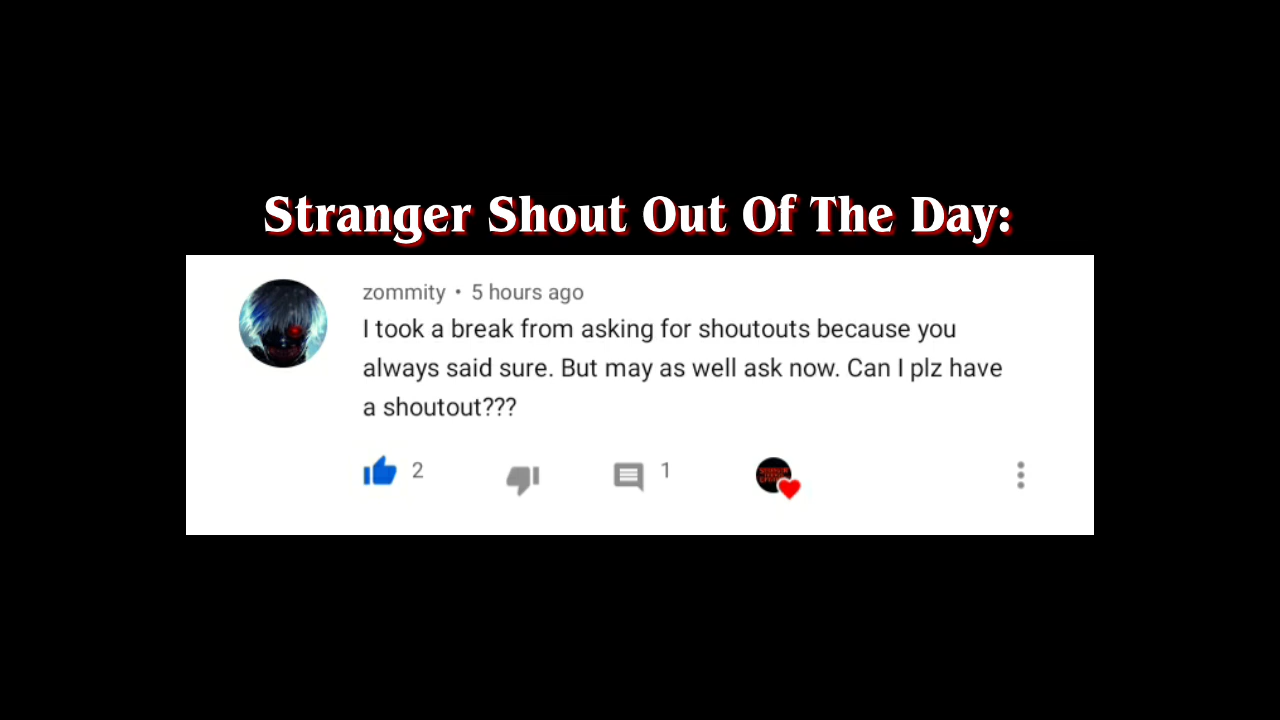 Stranger Shout Out Of The Day:
zommity • 5 hours ago
I took a break from asking for shoutouts because you
always said sure. But may as well ask now. Can I plz have
a shoutout???
2 1